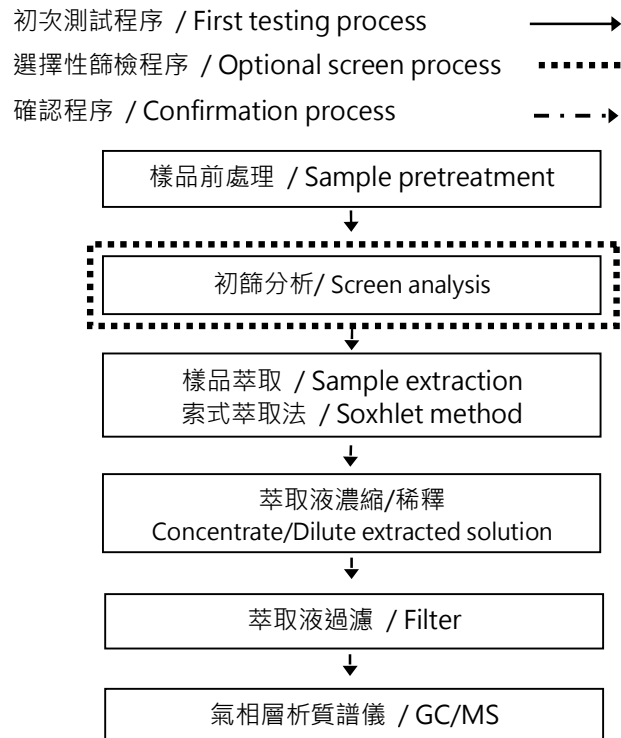 初次測試程序 / First testing process
選擇性篩檢程序 / Optional screen process
確認程序 / Confirmation process
樣品前處理 / Sample pretreatment
初篩分析/ Screen analysis
樣品萃取 / Sample extraction
索式萃取法 / Soxhlet method
萃取液濃縮/稀釋
Concentrate/Dilute extracted solution
萃取液過濾 / Filter
氣相層析質譜儀 / GC/MS